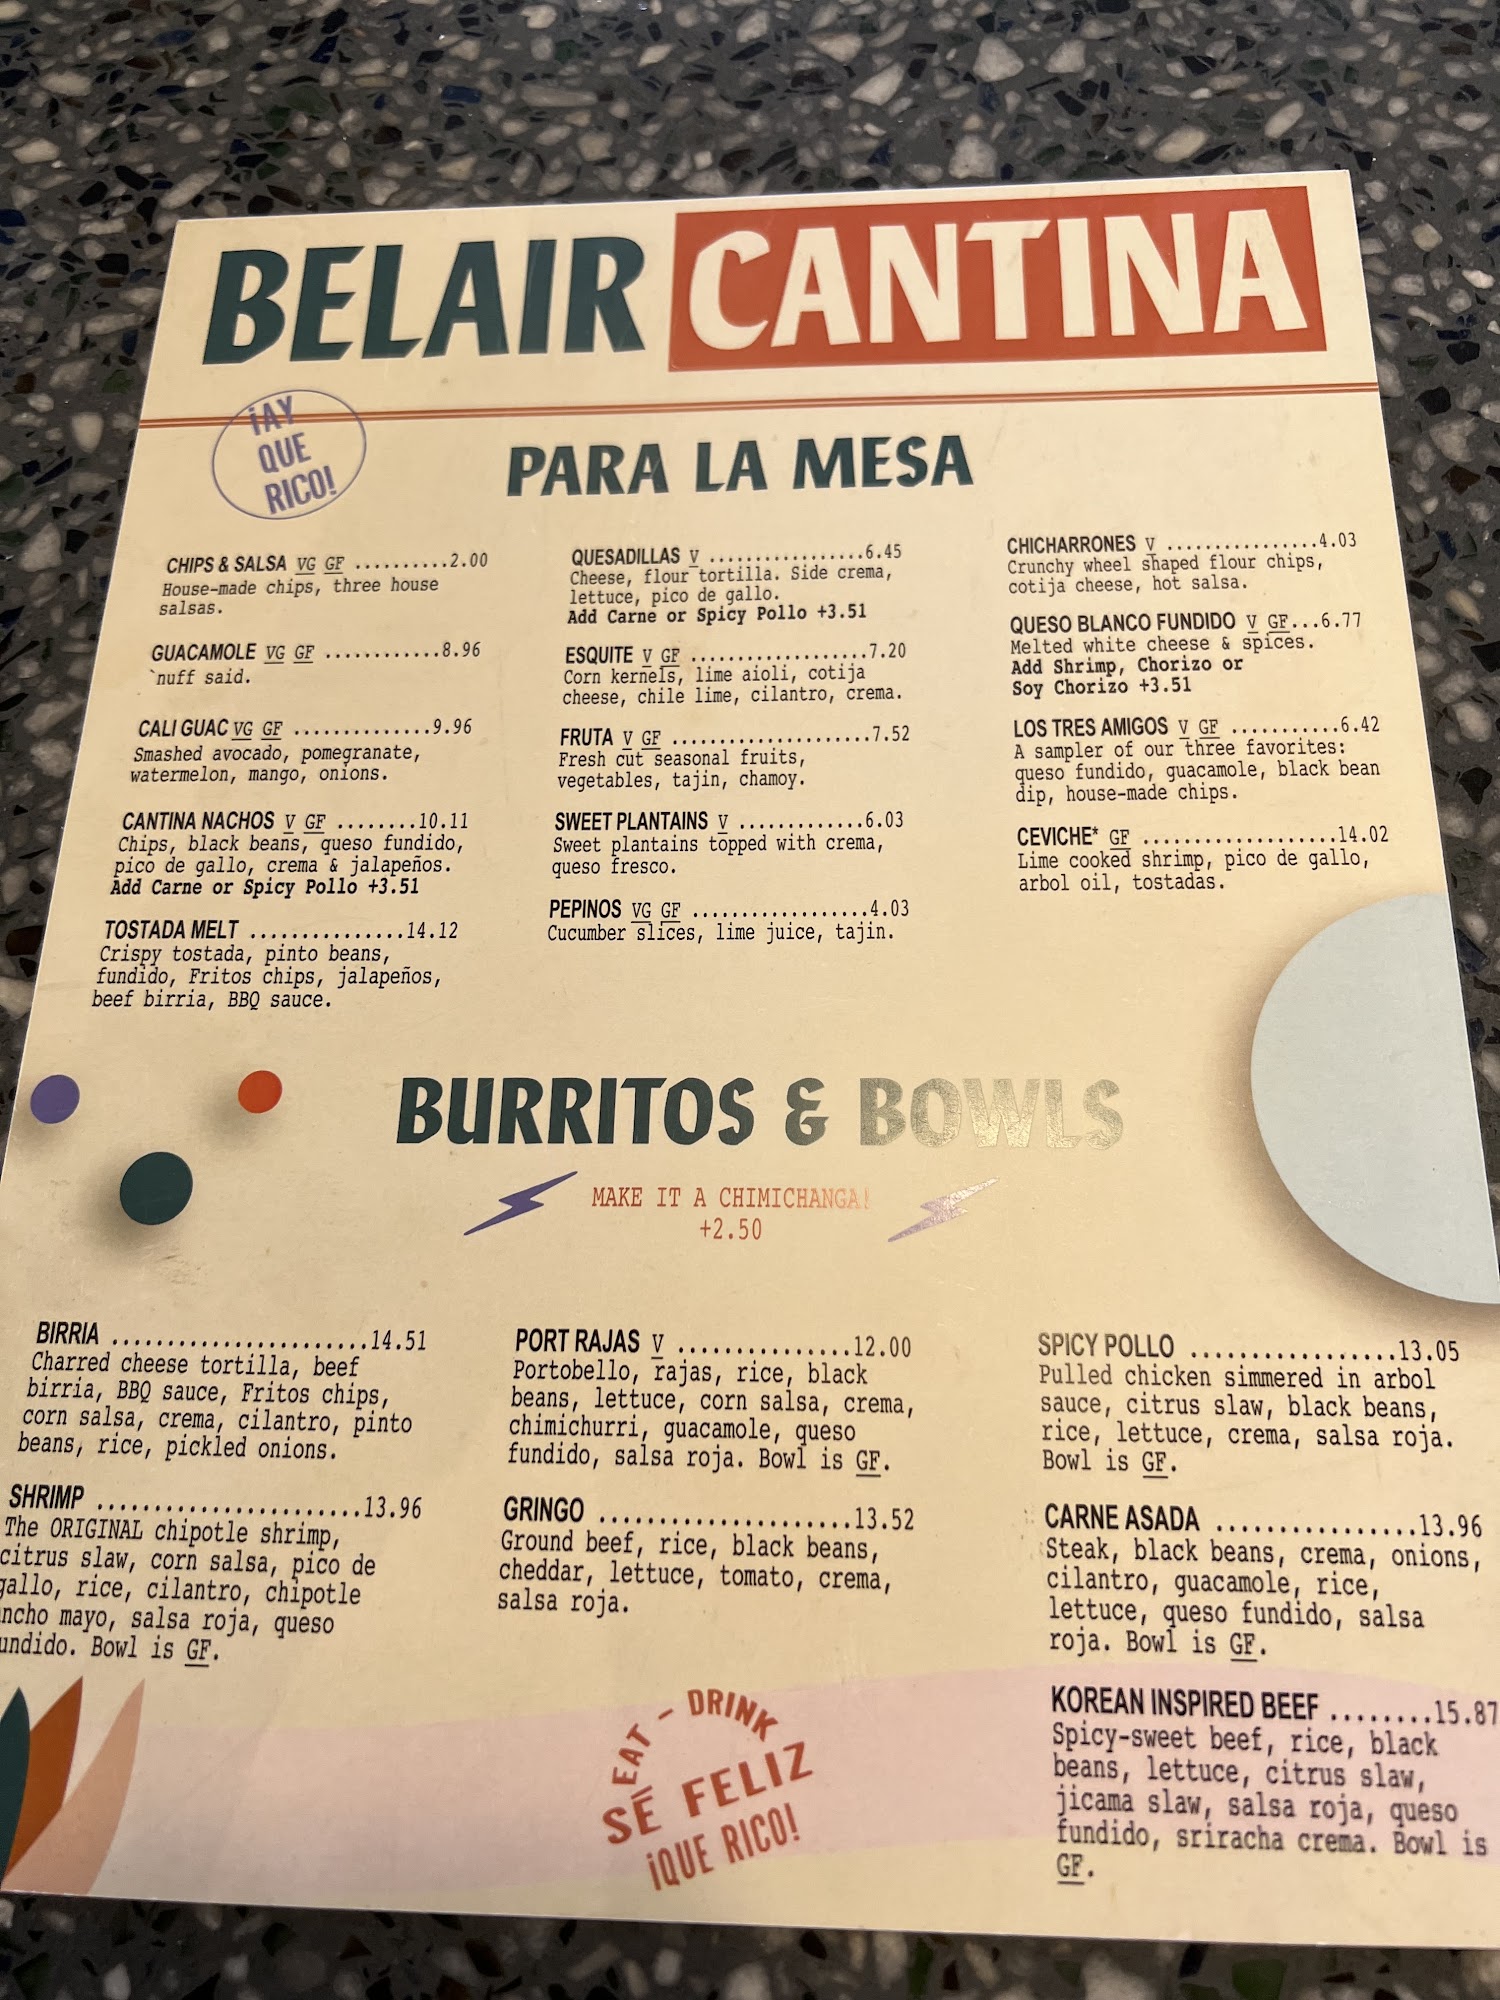 BELAIR CANTINA
¡AY
QUE
RICO!
PARA LA MESA
CHIPS & SALSA VG GF ..........2.00
House-made chips, three house
salsas.
GUACAMOLE VG GF ............8.96
`nuff said.
CALI GUAC VG GF ..............9.96
Smashed avocado, pomegranate,
watermelon, mango, onions.
CANTINA NACHOS V GF ........10.11
Chips, black beans, queso fundido,
pico de gallo, crema & jalapeños.
Add Carne or Spicy Pollo +3.51
TOSTADA MELT ...............14.12
Crispy tostada, pinto beans,
fundido, Fritos chips, jalapeños,
beef birria, BBQ sauce.
QUESADILLAS V .................6.45
Cheese, flour tortilla. Side crema,
lettuce, pico de gallo.
Add Carne or Spicy Pollo +3.51
ESQUITE V GF ...................7.20
Corn kernels, lime aioli, cotija
cheese, chile lime, cilantro, crema.
FRUTA V GF .....................7.52
Fresh cut seasonal fruits,
vegetables, tajin, chamoy.
SWEET PLANTAINS V .............6.03
Sweet plantains topped with crema,
queso fresco.
PEPINOS VG GF ..................4.03
Cucumber slices, lime juice, tajin.
CHICHARRONES V ................4.03
Crunchy wheel shaped flour chips,
cotija cheese, hot salsa.
QUESO BLANCO FUNDIDO V GF...6.77
Melted white cheese & spices.
Add Shrimp, Chorizo or
Soy Chorizo +3.51
LOS TRES AMIGOS V GF ...........6.42
A sampler of our three favorites:
queso fundido, guacamole, black bean
dip, house-made chips.
CEVICHE* GF ...................14.02
Lime cooked shrimp, pico de gallo,
arbol oil, tostadas.
BURRITOS & BOWLS
MAKE IT A CHIMICHANGA!
+2.50
BIRRIA .......................14.51
Charred cheese tortilla, beef
birria, BBQ sauce, Fritos chips,
corn salsa, crema, cilantro, pinto
beans, rice, pickled onions.
SHRIMP .......................13.96
The ORIGINAL chipotle shrimp,
citrus slaw, corn salsa, pico de
gallo, rice, cilantro, chipotle
ncho mayo, salsa roja, queso
undido. Bowl is GF.
PORT RAJAS V ...............12.00
Portobello, rajas, rice, black
beans, lettuce, corn salsa, crema,
chimichurri, guacamole, queso
fundido, salsa roja. Bowl is GF.
GRINGO ......................13.52
Ground beef, rice, black beans,
cheddar, lettuce, tomato, crema,
salsa roja.
SPICY POLLO .................13.05
Pulled chicken simmered in arbol
sauce, citrus slaw, black beans,
rice, lettuce, crema, salsa roja.
Bowl is GF.
CARNE ASADA ................13.96
Steak, black beans, crema, onions,
cilantro, guacamole, rice,
lettuce, queso fundido, salsa
roja. Bowl is GF.
KOREAN INSPIRED BEEF ........15.87
Spicy-sweet beef, rice, black
beans, lettuce, citrus slaw,
jicama slaw, salsa roja, queso
fundido, sriracha crema. Bowl is
GF.
EAT - DRINK
SÉ FELIZ
¡QUE RICO!